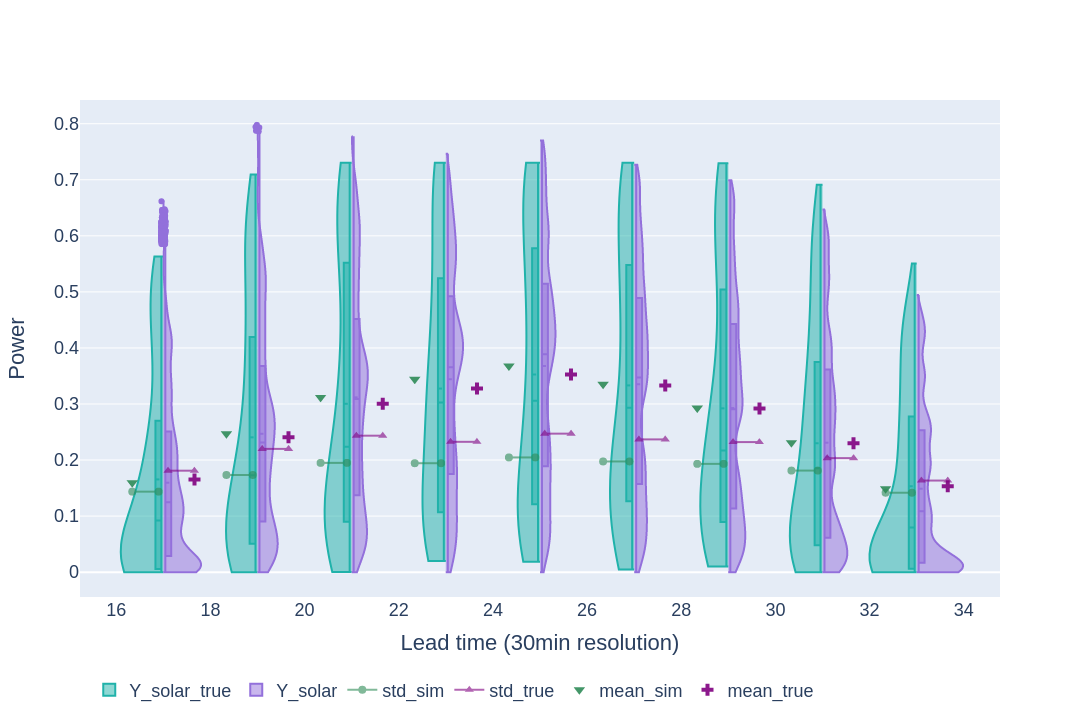 0.8
0.7
0.6
0.5
0.4
0.3
0.2
0.1
0
Power
16 18 20 22 24 26 28 30 32 34
Lead time (30min resolution)
Y_solar_true Y_solar std_sim std_true mean_sim mean_true